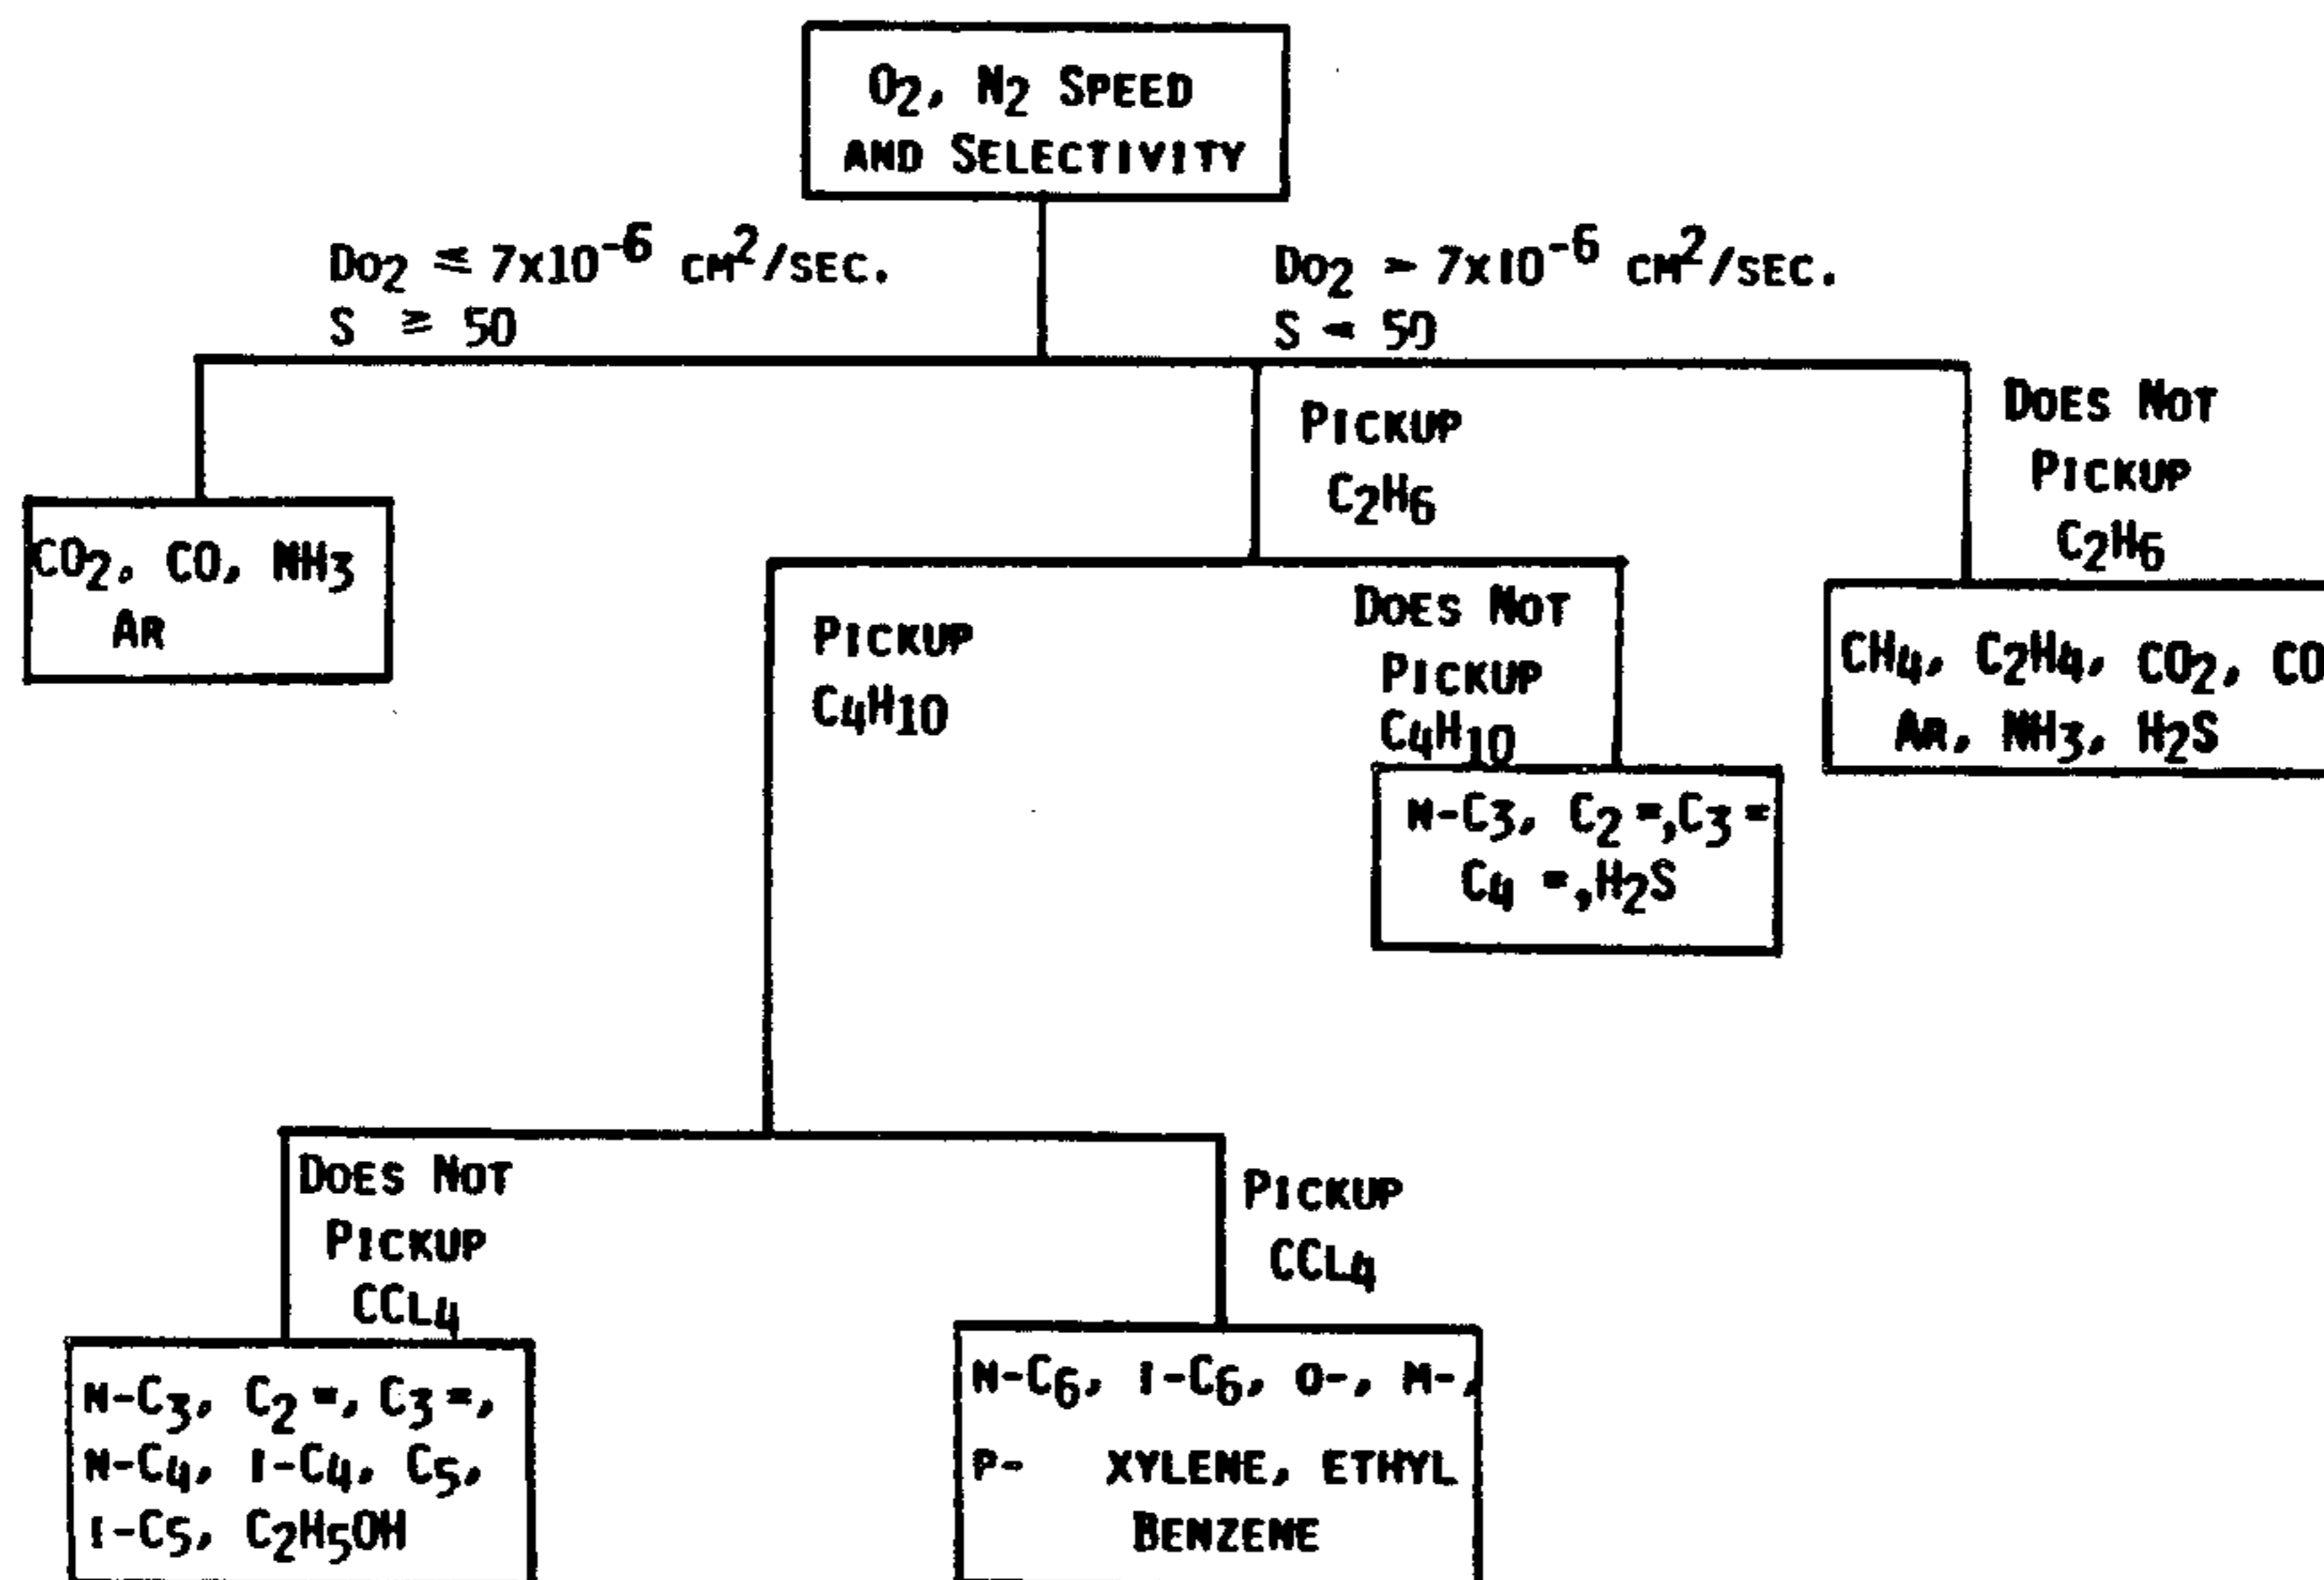 O2, N2 SPEED
AND SELECTIVITY
DO2 ≤ 7X10-6 CM2/SEC.
S ≥ 50
DO2 > 7X10-6 CM2/SEC.
S < 50
PICKUP
C2H6
DOES NOT
PICKUP
C2H6
CO2, CO, NH3
AR
PICKUP
C4H10
DOES NOT
PICKUP
C4H10
CH4, C2H4, CO2, CO
AR, NH3, H2S
N-C3, C2=,C3=
C4 =,H2S
DOES NOT
PICKUP
CCL4
PICKUP
CCL4
N-C3, C2=, C3=,
N-C4, I-C4, C5,
I-C5, C2H5OH
N-C6, I-C6, O-, M-,
P- XYLENE, ETHYL
BENZENE